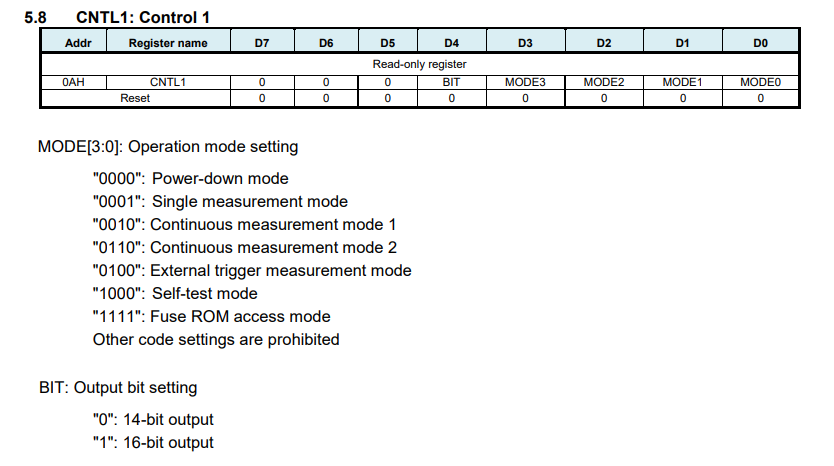 5.8 CNTL1: Control 1
Addr Register name D7 D6 D5 D4 D3 D2 D1 D0
Read-only register
0AH CNTL1 0 0 0 BIT MODE3 MODE2 MODE1 MODE0
Reset 0 0 0 0 0 0 0 0
MODE[3:0]: Operation mode setting
"0000": Power-down mode
"0001": Single measurement mode
"0010": Continuous measurement mode 1
"0110": Continuous measurement mode 2
"0100": External trigger measurement mode
"1000": Self-test mode
"1111": Fuse ROM access mode
Other code settings are prohibited
BIT: Output bit setting
"0": 14-bit output
"1": 16-bit output